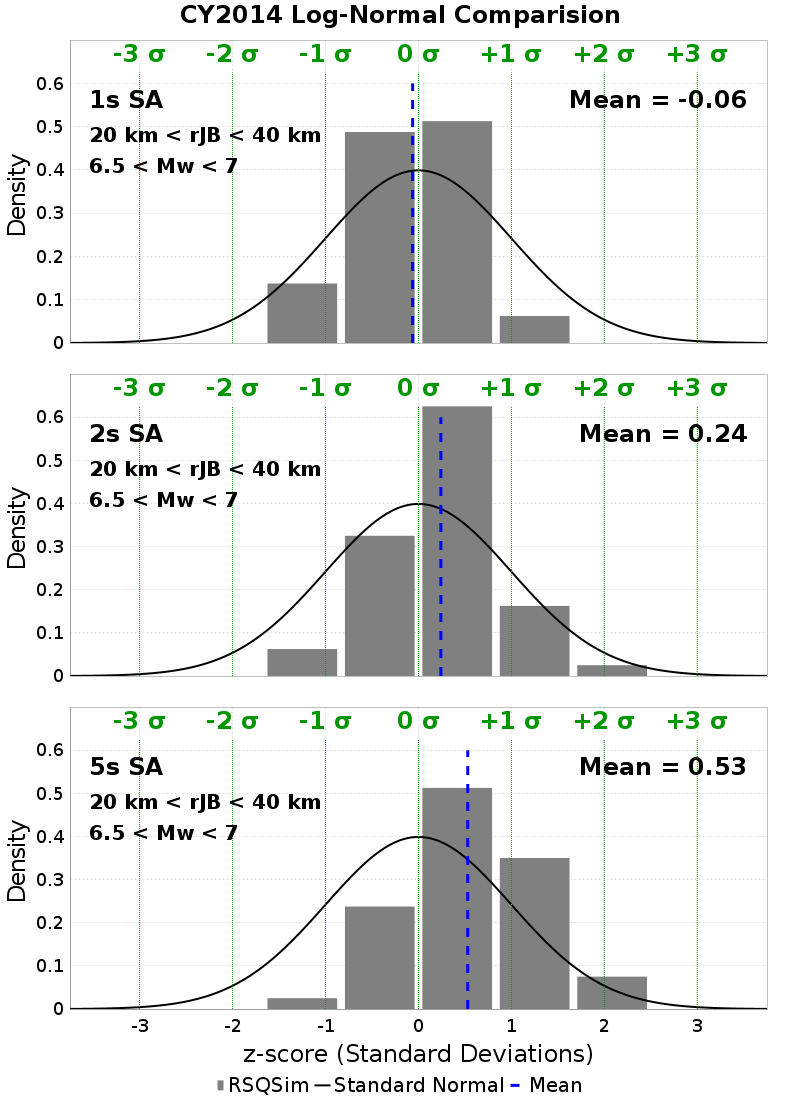 CY2014 Log-Normal Comparision
-3 σ -2 σ -1 σ 0 σ +1 σ +2 σ +3 σ
1s SA
Mean = -0.06
20 km < rJB < 40 km
6.5 < Mw < 7
0.6
0.5
0.4
0.3
0.2
0.1
0
Density
-3 σ -2 σ -1 σ 0 σ +1 σ +2 σ +3 σ
2s SA
Mean = 0.24
20 km < rJB < 40 km
6.5 < Mw < 7
0.6
0.5
0.4
0.3
0.2
0.1
0
Density
-3 σ -2 σ -1 σ 0 σ +1 σ +2 σ +3 σ
5s SA
Mean = 0.53
20 km < rJB < 40 km
6.5 < Mw < 7
0.6
0.5
0.4
0.3
0.2
0.1
0
Density
-3 -2 -1 0 1 2 3
z-score (Standard Deviations)
RSQSim Standard Normal Mean